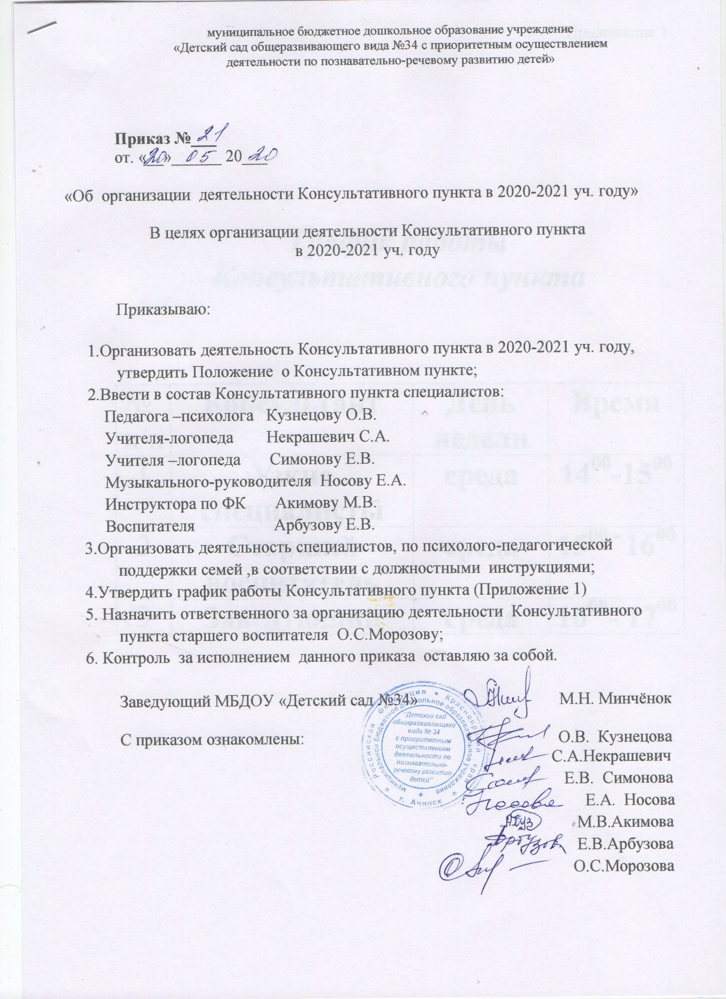 муниципальное бюджетное дошкольное образование учреждение
«Детский сад общеразвивающего вида №34 с приоритетным осуществлением
деятельности по познавательно-речевому развитию детей»
Приказ № 21
от. «20» 05 2020
«Об организации деятельности Консультативного пункта в 2020-2021 уч. году»
В целях организации деятельности Консультативного пункта
в 2020-2021 уч. году
Приказываю:
1.Организовать деятельность Консультативного пункта в 2020-2021 уч. году,
утвердить Положение о Консультативном пункте;
2.Ввести в состав Консультативного пункта специалистов:
Педагога –психолога Кузнецову О.В.
Учителя-логопеда Некрашевич С.А.
Учителя –логопеда Симонову Е.В.
Музыкального-руководителя Носову Е.А.
Инструктора по ФК Акимову М.В.
Воспитателя Арбузову Е.В.
3.Организовать деятельность специалистов, по психолого-педагогической
поддержки семей ,в соответствии с должностными инструкциями;
4.Утвердить график работы Консультативного пункта (Приложение 1)
5. Назначить ответственного за организацию деятельности Консультативного
пункта старшего воспитателя О.С.Морозову;
6. Контроль за исполнением данного приказа оставляю за собой.
Заведующий МБДОУ «Детский сад №34» М.Н. Минчёнок
С приказом ознакомлены: О.В. Кузнецова
С.А.Некрашевич
Е.В. Симонова
Носова Е.А. Носова
М.В.Акимова
Арбузова Е.В.Арбузова
О.С.Морозова
Российская Федерация * Красноярский край *
г. Ачинск *
муниципальное бюджетное дошкольное образовательное учреждение *
"Детский сад
общеразвивающего
вида № 34
с приоритетным
осуществлением
деятельности по
познавательно-
речевому развитию
детей"